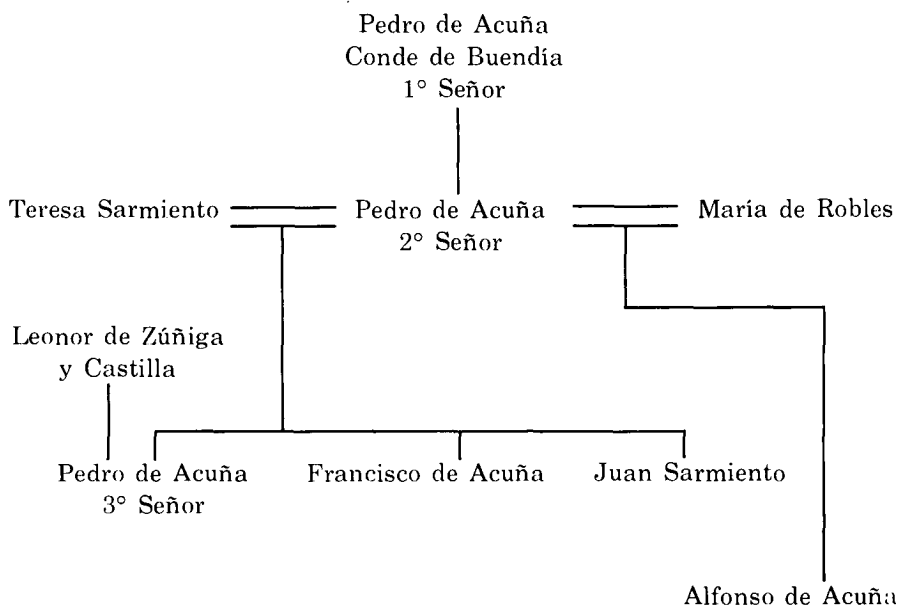 Pedro de Acuña
Conde de Buendía
1° Señor
Teresa Sarmiento
Pedro de Acuña
2° Señor
María de Robles
Leonor de Zúñiga
y Castilla
Pedro de Acuña
3° Señor
Francisco de Acuña
Juan Sarmiento
Alfonso de Acuña